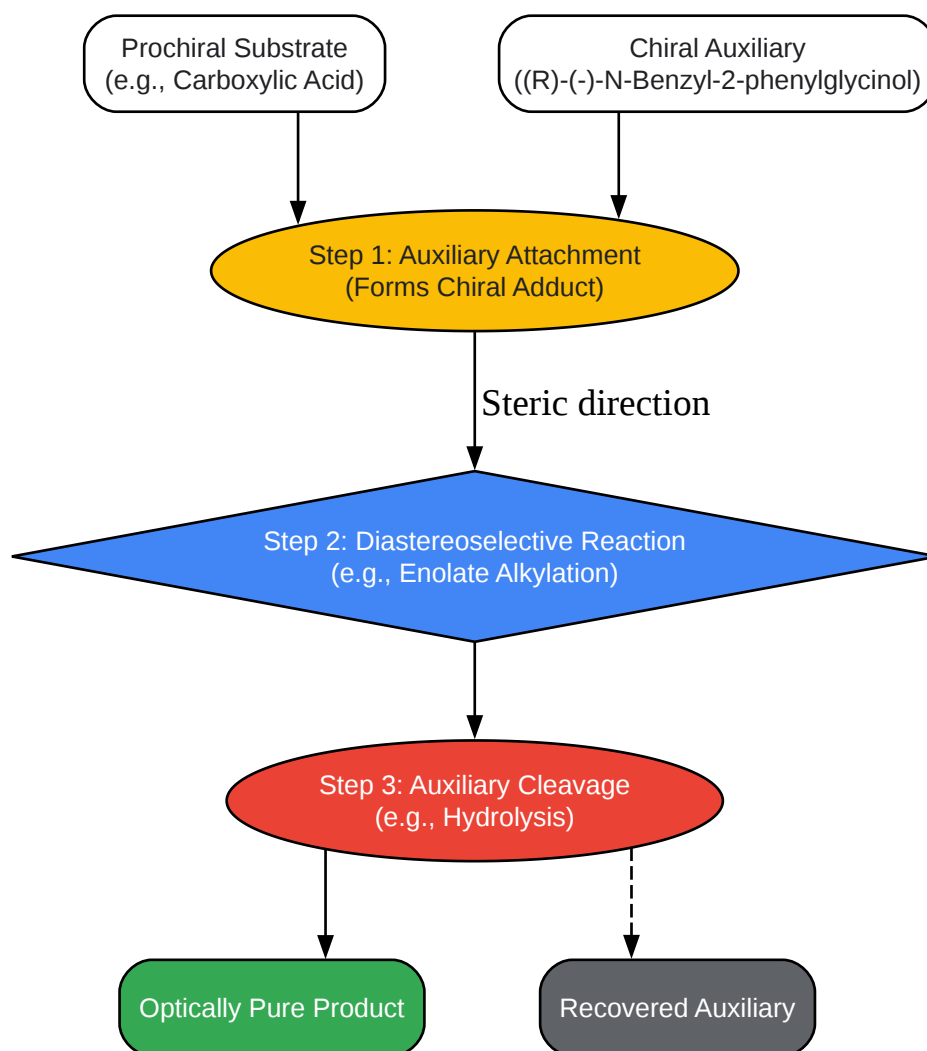 Prochiral Substrate
(e.g., Carboxylic Acid)
Chiral Auxiliary
((R)-(-)-N-Benzyl-2-phenylglycinol)
Step 1: Auxiliary Attachment
(Forms Chiral Adduct)
Steric direction
Step 2: Diastereoselective Reaction
(e.g., Enolate Alkylation)
Step 3: Auxiliary Cleavage
(e.g., Hydrolysis)
Optically Pure Product
Recovered Auxiliary